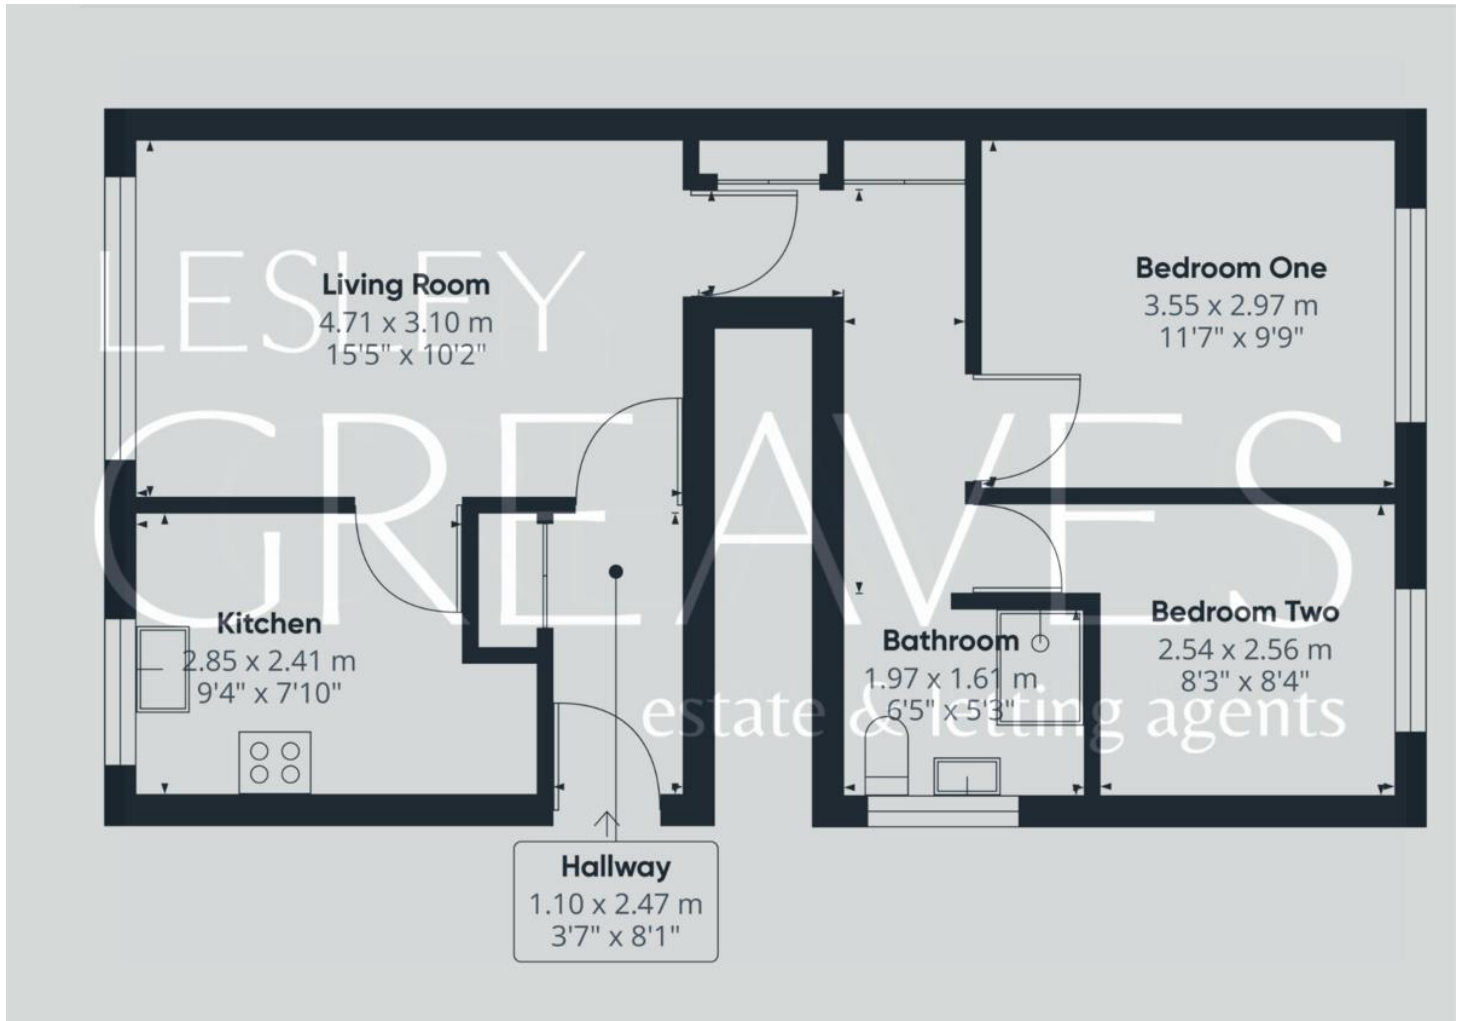 LESLEY
GREAVES
estate & letting agents
Living Room
4.71 x 3.10 m
15'5" x 10'2"
Bedroom One
3.55 x 2.97 m
11'7" x 9'9"
Kitchen
2.85 x 2.41 m
9'4" x 7'10"
Bathroom
1.97 x 1.61 m
6'5" x 5'3"
Bedroom Two
2.54 x 2.56 m
8'3" x 8'4"
Hallway
1.10 x 2.47 m
3'7" x 8'1"